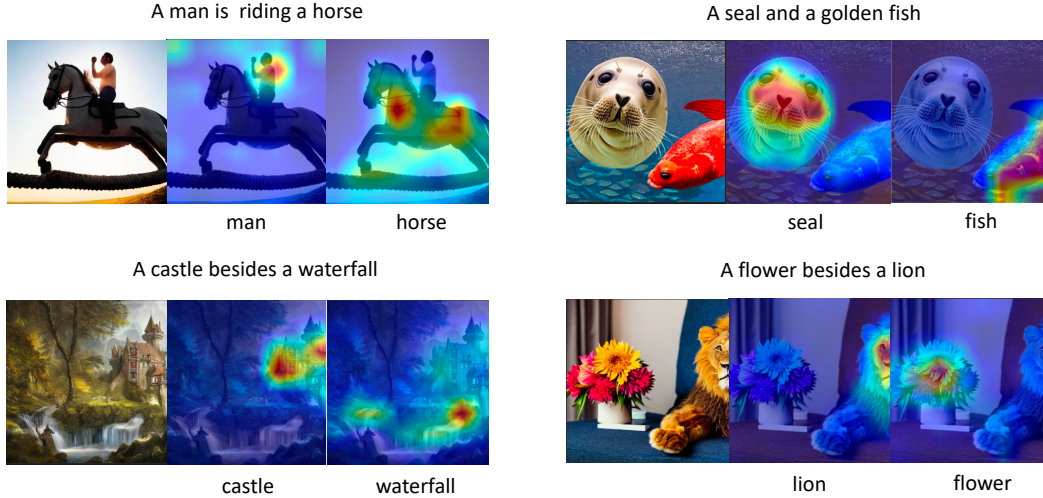 A man is riding a horse
man
horse
A seal and a golden fish
seal
fish
A castle besides a waterfall
castle
waterfall
A flower besides a lion
lion
flower